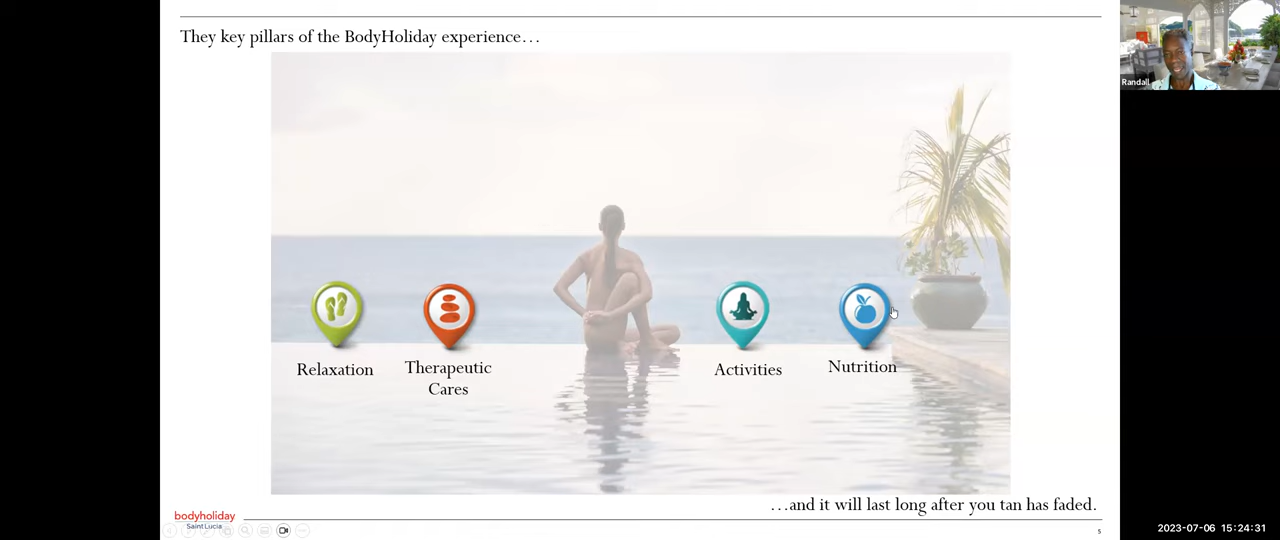 They key pillars of the BodyHoliday experience…
Randall
Relaxation
Therapeutic
Cares
Activities
Nutrition
…and it will last long after you tan has faded.
bodyholiday
Saint Lucia
5
2023-07-06 15:24:31